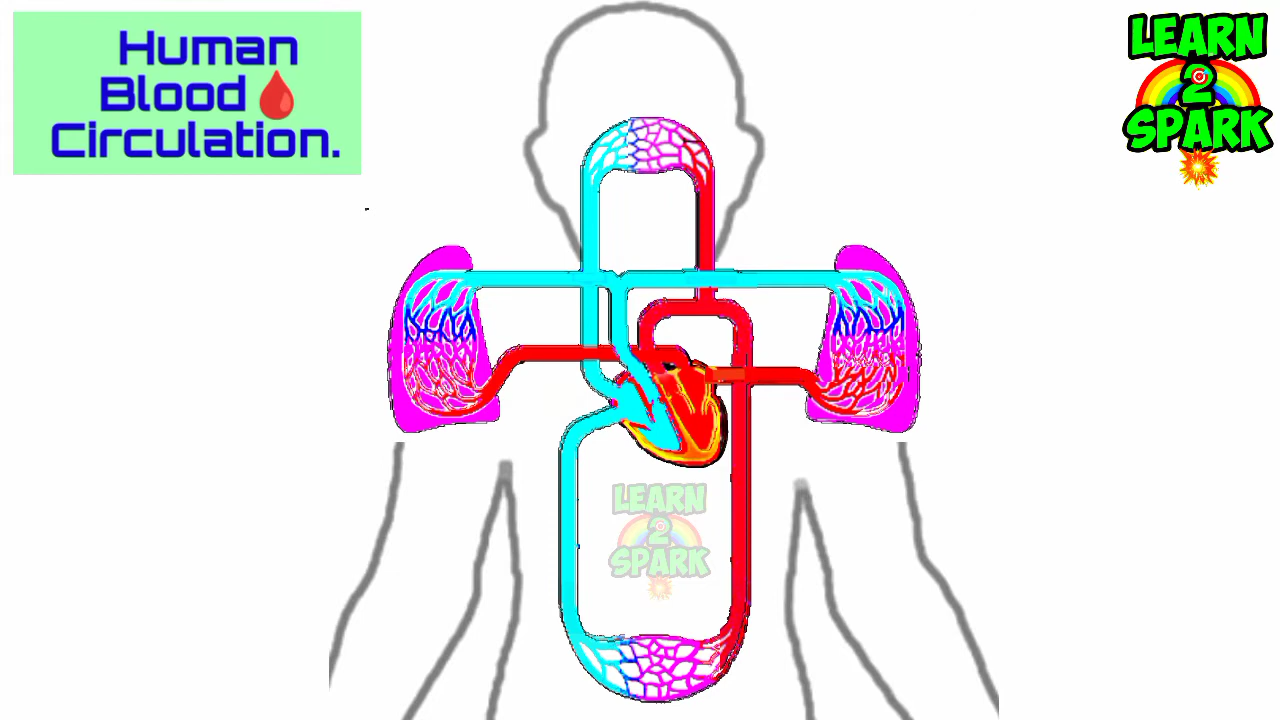 Human
Blood
Circulation.
LEARN
2
SPARK
LEARN
2
SPARK